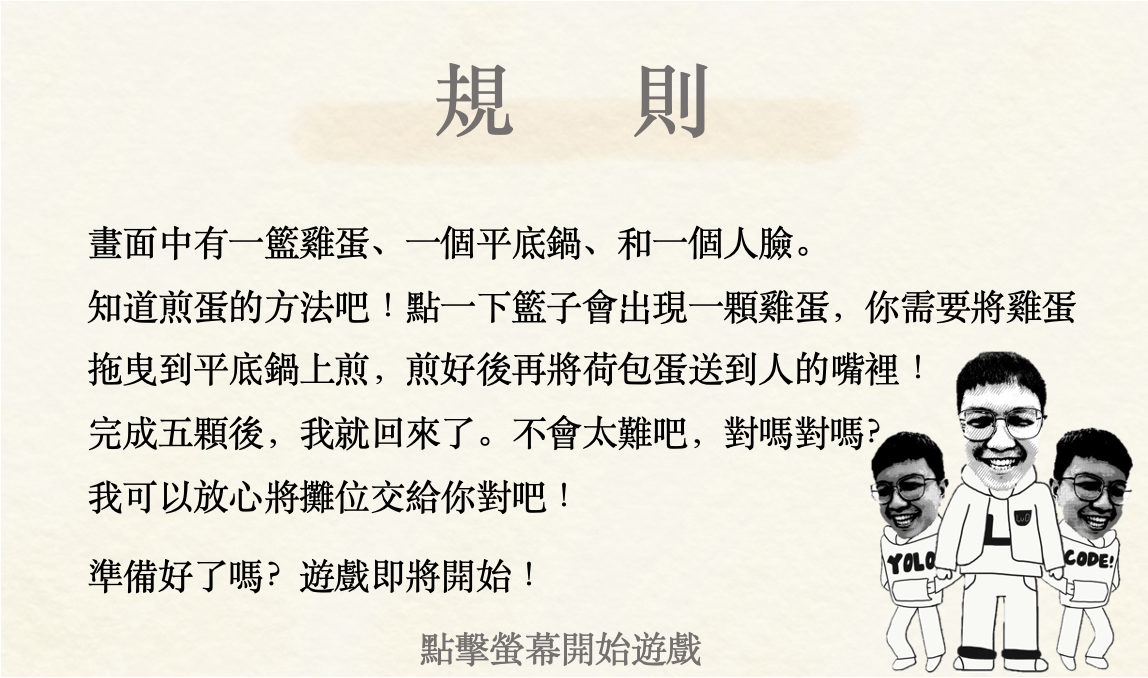 規 則
畫面中有一籃雞蛋、一個平底鍋、和一個人臉。
知道煎蛋的方法吧！點一下籃子會出現一顆雞蛋，你需要將雞蛋
拖曳到平底鍋上煎，煎好後再將荷包蛋送到人的嘴裡！
完成五顆後，我就回來了。不會太難吧，對嗎對嗎？
我可以放心將攤位交給你對吧！
準備好了嗎？遊戲即將開始！
YOLO
L
CODE!
點擊螢幕開始遊戲